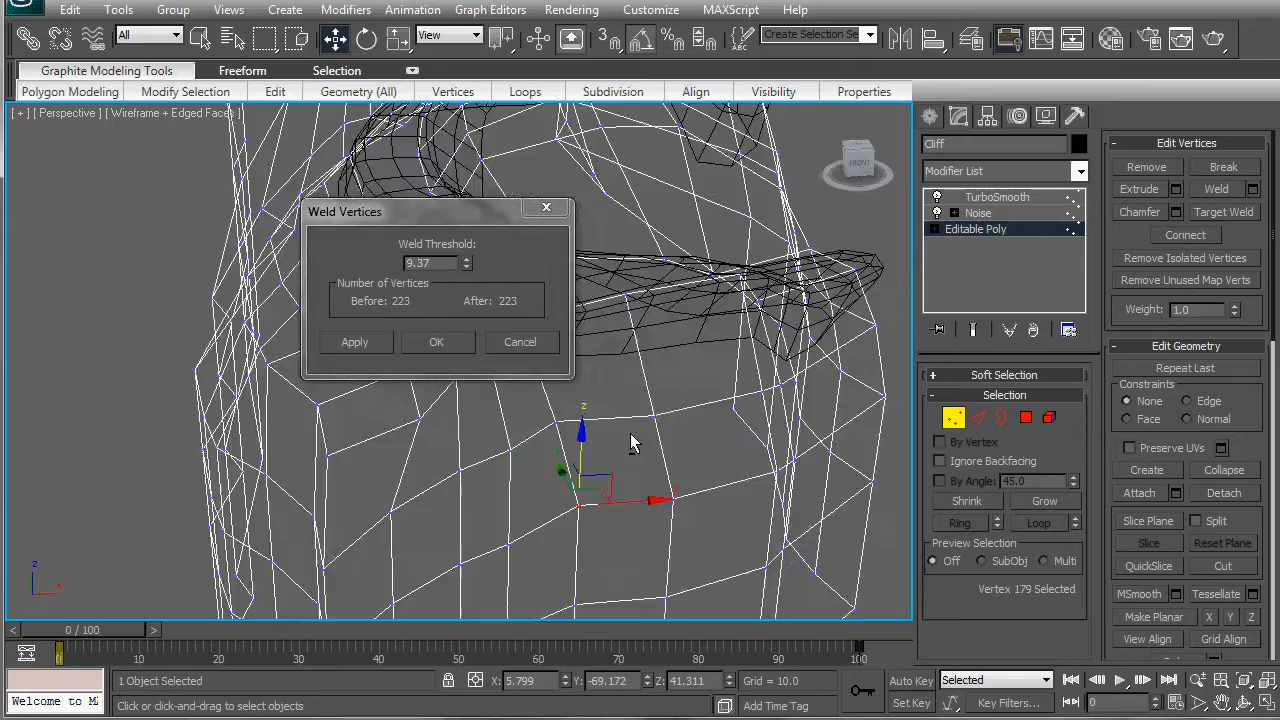 Edit Tools Group Views Create Modifiers Animation Graph Editors Rendering Customize MAXScript Help
All View Create Selection Se
Graphite Modeling Tools Freeform Selection
Polygon Modeling Modify Selection Edit Geometry (All) Vertices Loops Subdivision Align Visibility Properties
[ + ] [ Perspective ] [ Wireframe + Edged Faces ]
FRONT
Weld Vertices
Weld Threshold:
9.37
Number of Vertices
Before: 223 After: 223
Apply OK Cancel
z
x
z
x
Cliff
Modifier List
TurboSmooth
Noise
Editable Poly
Soft Selection
Selection
By Vertex
Ignore Backfacing
By Angle: 45.0
Shrink Grow
Ring Loop
Preview Selection
Off SubObj Multi
Vertex 179 Selected
Edit Vertices
Remove Break
Extrude Weld
Chamfer Target Weld
Connect
Remove Isolated Vertices
Remove Unused Map Verts
Weight: 1.0
Edit Geometry
Repeat Last
Constraints
None Edge
Face Normal
Preserve UVs
Create Collapse
Attach Detach
Slice Plane Split
Slice Reset Plane
QuickSlice Cut
MSmooth Tessellate
Make Planar X Y Z
View Align Grid Align
< 0 / 100 >
0 10 20 30 40 50 60 70 80 90 100
1 Object Selected X: 5.799 Y: -69.172 Z: 41.311 Grid = 10.0 Auto Key Selected
Welcome to M Click or click-and-drag to select objects Add Time Tag Set Key Key Filters... 0